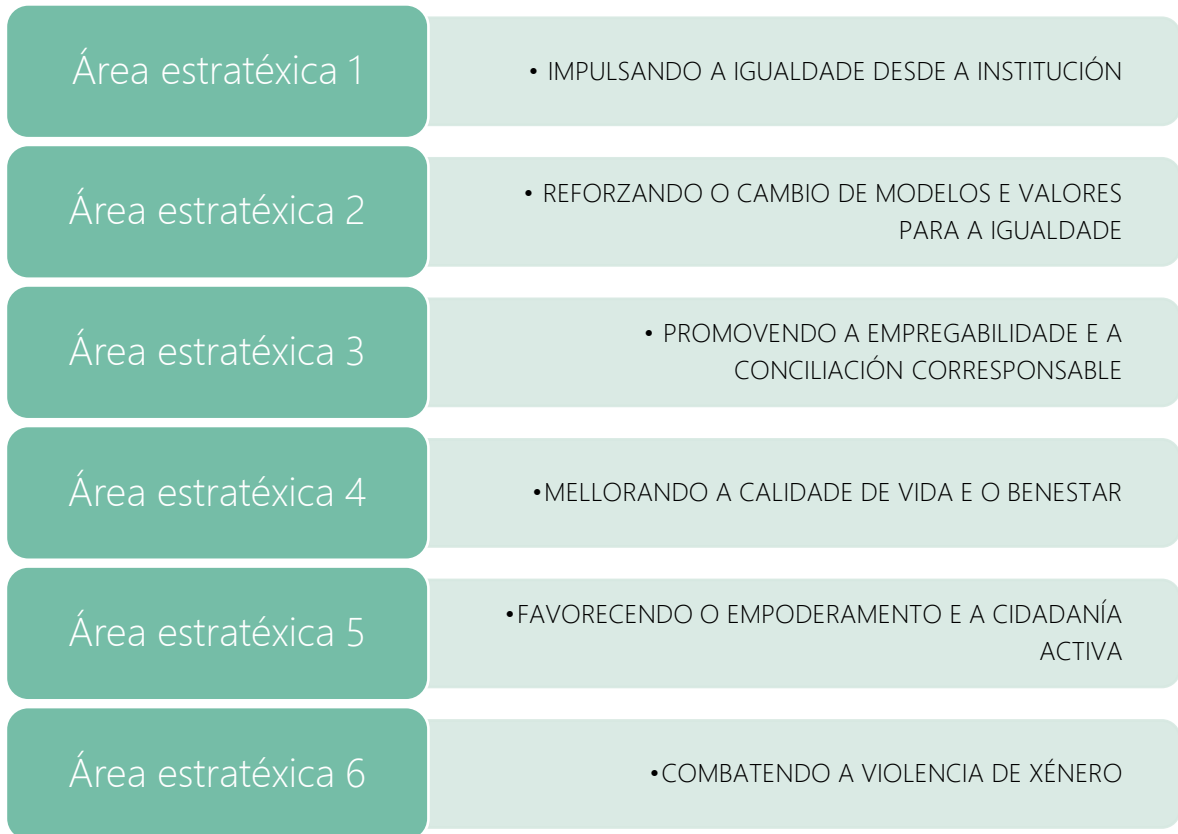 Área estratéxica 1
• IMPULSANDO A IGUALDADE DESDE A INSTITUCIÓN
Área estratéxica 2
• REFORZANDO O CAMBIO DE MODELOS E VALORES
PARA A IGUALDADE
Área estratéxica 3
• PROMOVENDO A EMPREGABILIDADE E A
CONCILIACIÓN CORRESPONSABLE
Área estratéxica 4
•MELLORANDO A CALIDADE DE VIDA E O BENESTAR
Área estratéxica 5
•FAVORECENDO O EMPODERAMENTO E A CIDADANÍA
ACTIVA
Área estratéxica 6
•COMBATENDO A VIOLENCIA DE XÉNERO